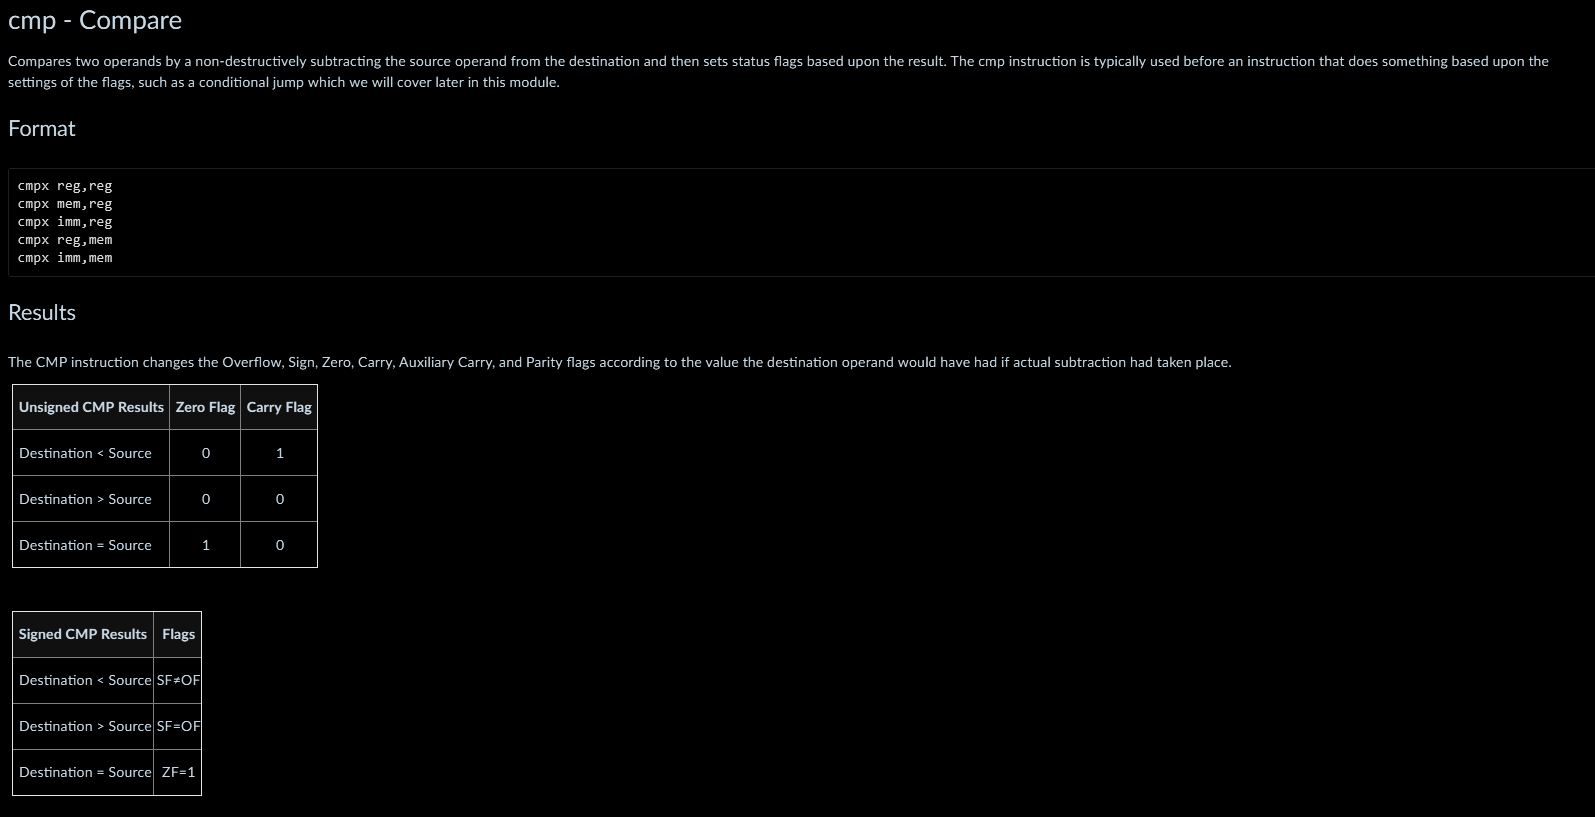 cmp - Compare
Compares two operands by a non-destructively subtracting the source operand from the destination and then sets status flags based upon the result. The cmp instruction is typically used before an instruction that does something based upon the
settings of the flags, such as a conditional jump which we will cover later in this module.
Format
cmpx reg,reg
cmpx mem,reg
cmpx imm,reg
cmpx reg,mem
cmpx imm,mem
Results
The CMP instruction changes the Overflow, Sign, Zero, Carry, Auxiliary Carry, and Parity flags according to the value the destination operand would have had if actual subtraction had taken place.
Unsigned CMP Results Zero Flag Carry Flag
Destination < Source 0 1
Destination > Source 0 0
Destination = Source 1 0
Signed CMP Results Flags
Destination < Source SF≠OF
Destination > Source SF=OF
Destination = Source ZF=1